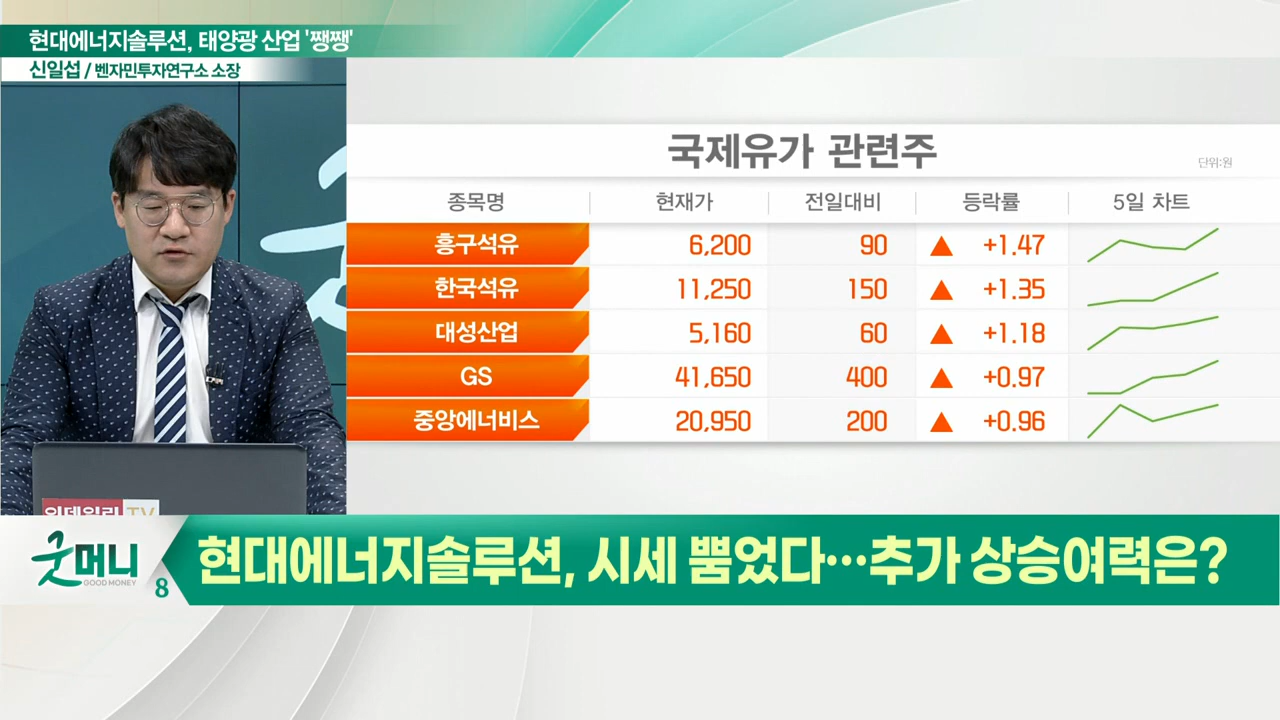 현대에너지솔루션, 태양광 산업 '쨍쨍'
신일섭 / 벤자민투자연구소 소장
국제유가 관련주
단위:원
종목명 현재가 전일대비 등락률 5일 차트
흥구석유 6,200 90 ▲ +1.47
한국석유 11,250 150 ▲ +1.35
대성산업 5,160 60 ▲ +1.18
GS 41,650 400 ▲ +0.97
중앙에너비스 20,950 200 ▲ +0.96
이데일리 TV
굿머니
GOOD MONEY
8
현대에너지솔루션, 시세 뿜었다…추가 상승여력은?